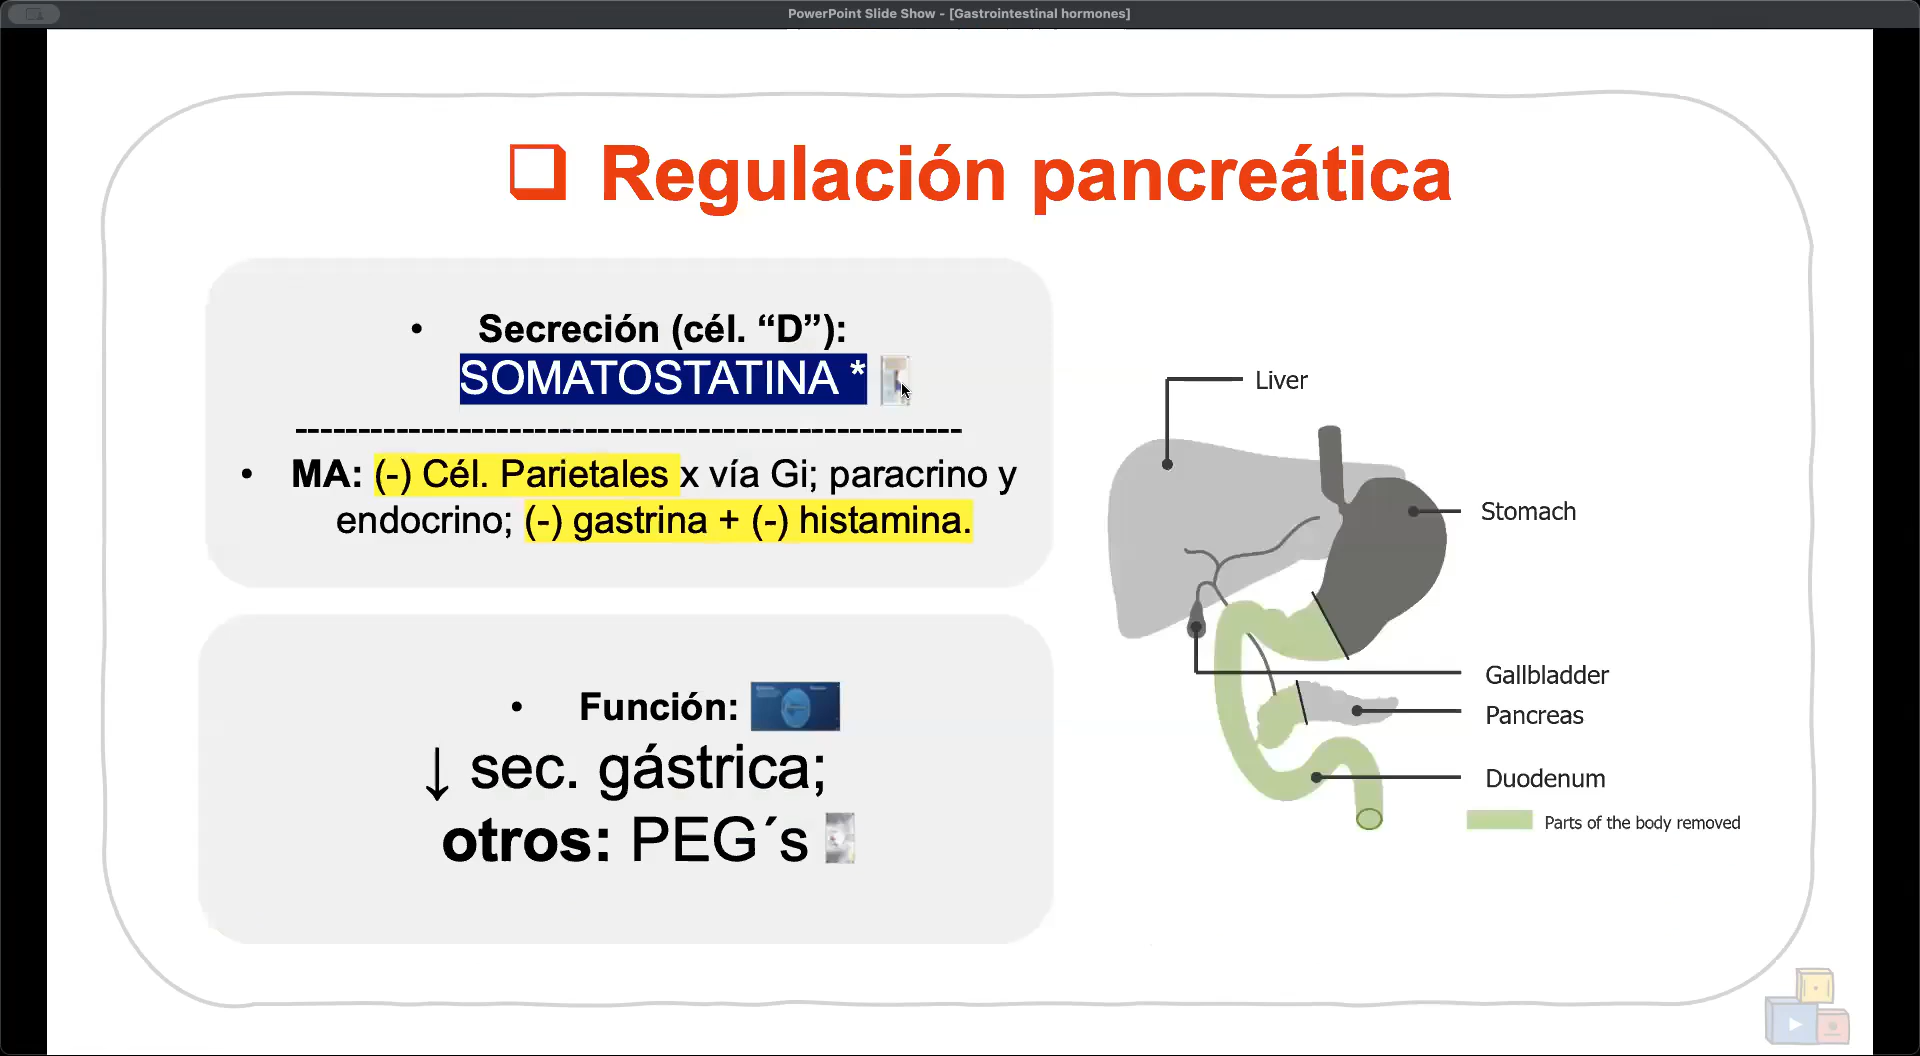 PowerPoint Slide Show - [Gastrointestinal hormones]
❑ Regulación pancreática
• Secreción (cél. “D”):
SOMATOSTATINA *
-----------------------------------------------------
• MA: (-) Cél. Parietales x vía Gi; paracrino y
endocrino; (-) gastrina + (-) histamina.
• Función:
↓ sec. gástrica;
otros: PEG´s
Liver
Stomach
Gallbladder
Pancreas
Duodenum
Parts of the body removed